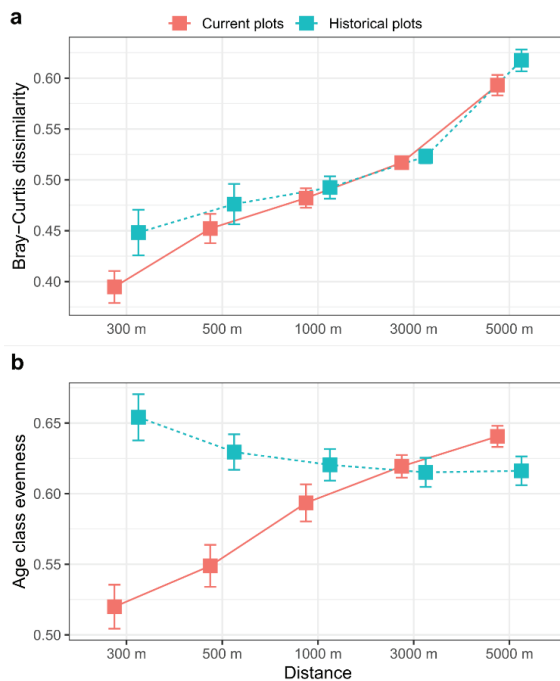 a
Current plots Historical plots
Bray−Curtis dissimilarity
0.60
0.55
0.50
0.45
0.40
300 m 500 m 1000 m 3000 m 5000 m
b
Age class evenness
0.65
0.60
0.55
0.50
300 m 500 m 1000 m 3000 m 5000 m
Distance